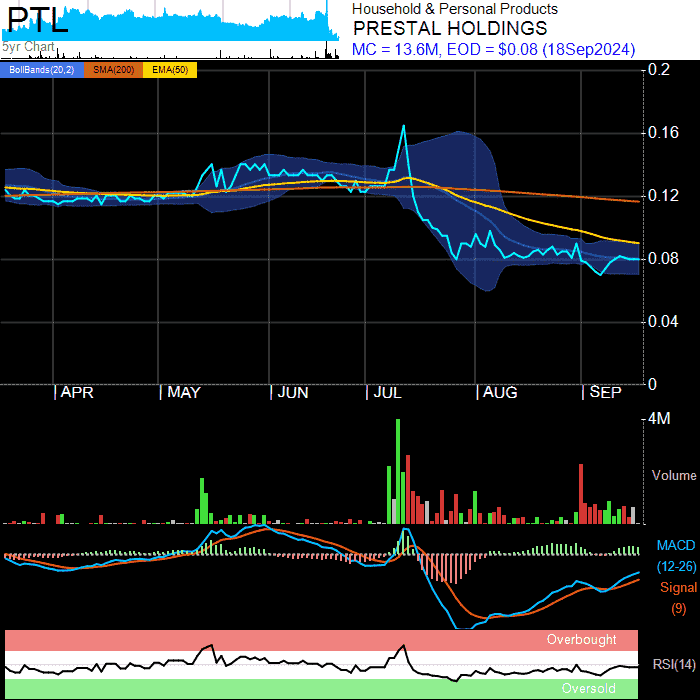 PTL
5yr Chart
Household & Personal Products
PRESTAL HOLDINGS
MC = 13.6M, EOD = $0.08 (18Sep2024)
BollBands(20,2) SMA(200) EMA(50)
0.2
0.16
0.12
0.08
0.04
0
APR MAY JUN JUL AUG SEP
4M
Volume
MACD
(12-26)
Signal
(9)
Overbought
RSI(14)
Oversold